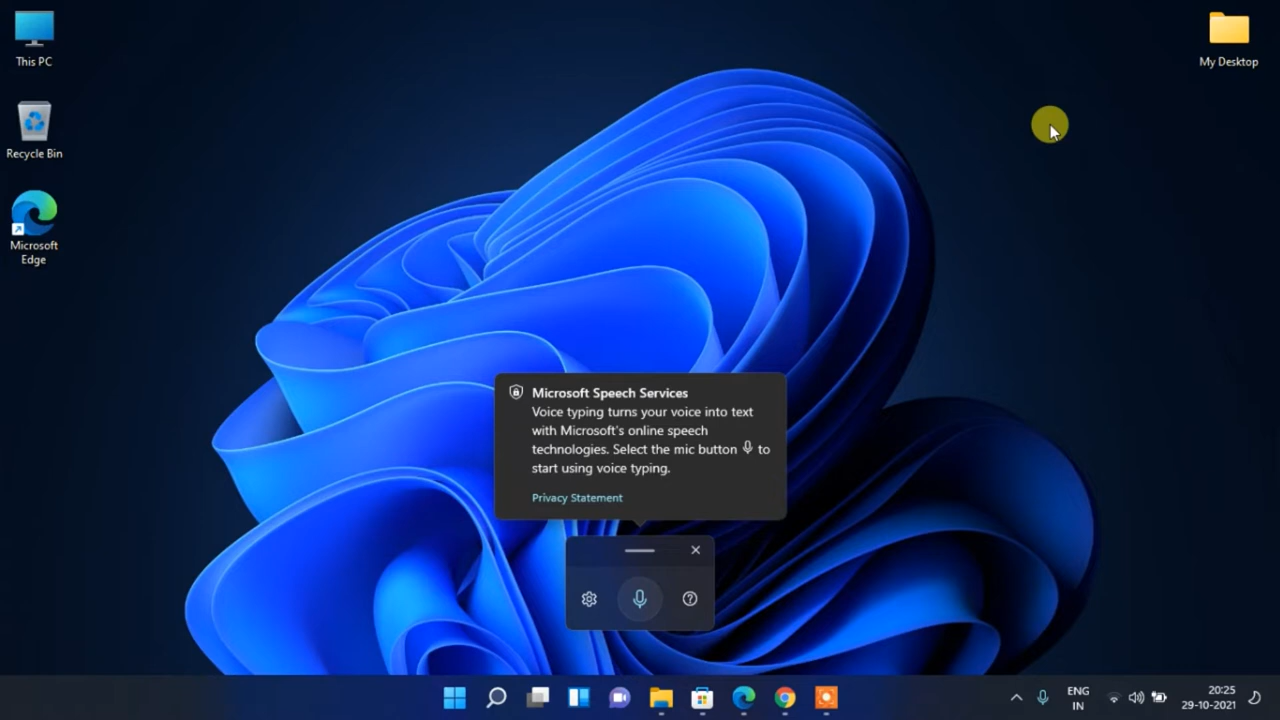 This PC
My Desktop
Recycle Bin
Microsoft
Edge
Microsoft Speech Services
Voice typing turns your voice into text
with Microsoft's online speech
technologies. Select the mic button to
start using voice typing.
Privacy Statement
ENG
IN
20:25
29-10-2021